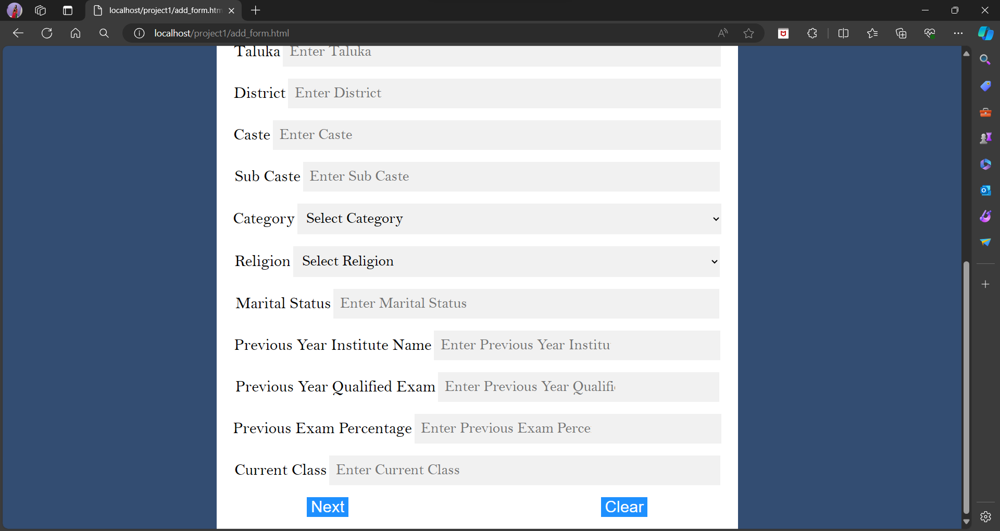 localhost/project1/add_form.htm
localhost/project1/add_form.html
Taluka Enter Taluka
District Enter District
Caste Enter Caste
Sub Caste Enter Sub Caste
Category Select Category
Religion Select Religion
Marital Status Enter Marital Status
Previous Year Institute Name Enter Previous Year Institu
Previous Year Qualified Exam Enter Previous Year Qualifi
Previous Exam Percentage Enter Previous Exam Perce
Current Class Enter Current Class
Next Clear